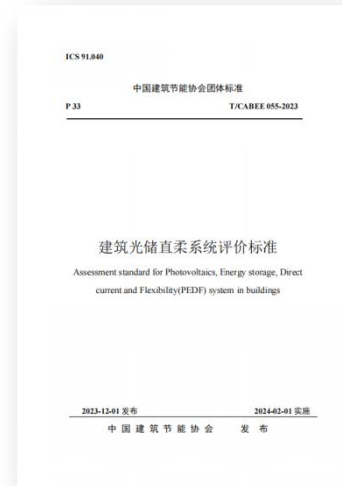 ICS 91.040
中国建筑节能协会团体标准
P 33 T/CABEE 055-2023
建筑光储直柔系统评价标准
Assessment standard for Photovoltaics, Energy storage, Direct
current and Flexibility(PEDF) system in buildings
2023-12-01 发布 2024-02-01 实施
中国建筑节能协会 发布